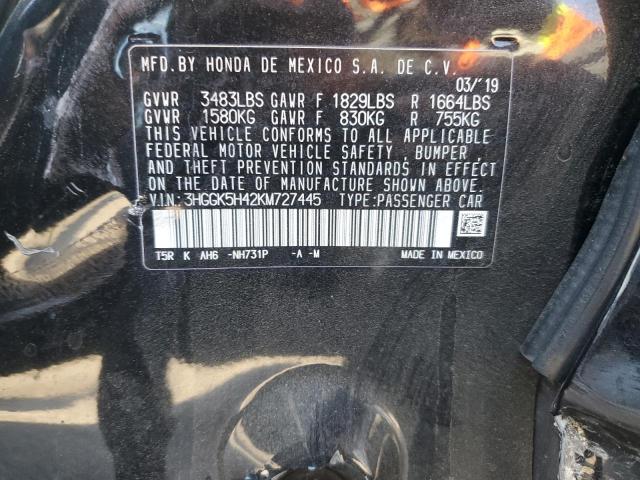 MFD.BY HONDA DE MEXICO S.A. DE C.V.
03/'19
GVWR 3483LBS GAWR F 1829LBS R 1664LBS
GVWR 1580KG GAWR F 830KG R 755KG
THIS VEHICLE CONFORMS TO ALL APPLICABLE
FEDERAL MOTOR VEHICLE SAFETY, BUMPER,
AND THEFT PREVENTION STANDARDS IN EFFECT
ON THE DATE OF MANUFACTURE SHOWN ABOVE.
V.I.N: 3HGGK5H42KM727445 TYPE:PASSENGER CAR
T5R K AH6 -NH731P -A -M MADE IN MEXICO